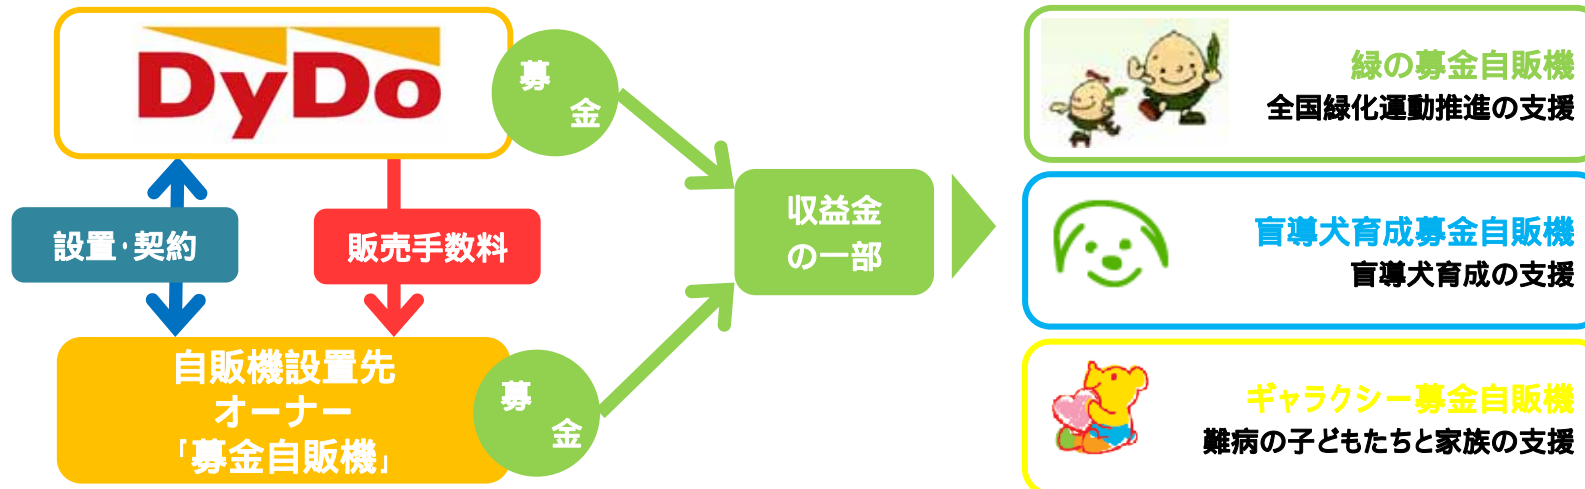 DyDo
募
金
設置・契約
販売手数料
自販機設置先
オーナー
「募金自販機」
募
金
収益金
の一部
緑の募金自販機
全国緑化運動推進の支援
盲導犬育成募金自販機
盲導犬育成の支援
ギャラクシー募金自販機
難病の子どもたちと家族の支援